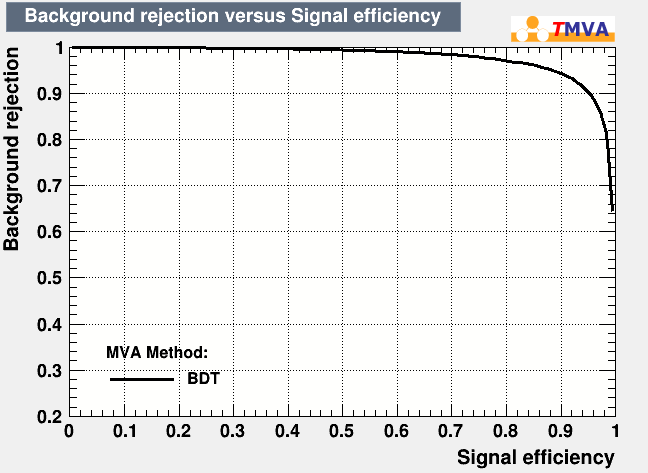 Background rejection versus Signal efficiency
TMVA
Background rejection
1
0.9
0.8
0.7
0.6
0.5
0.4
0.3
0.2
MVA Method:
BDT
0 0.1 0.2 0.3 0.4 0.5 0.6 0.7 0.8 0.9 1
Signal efficiency